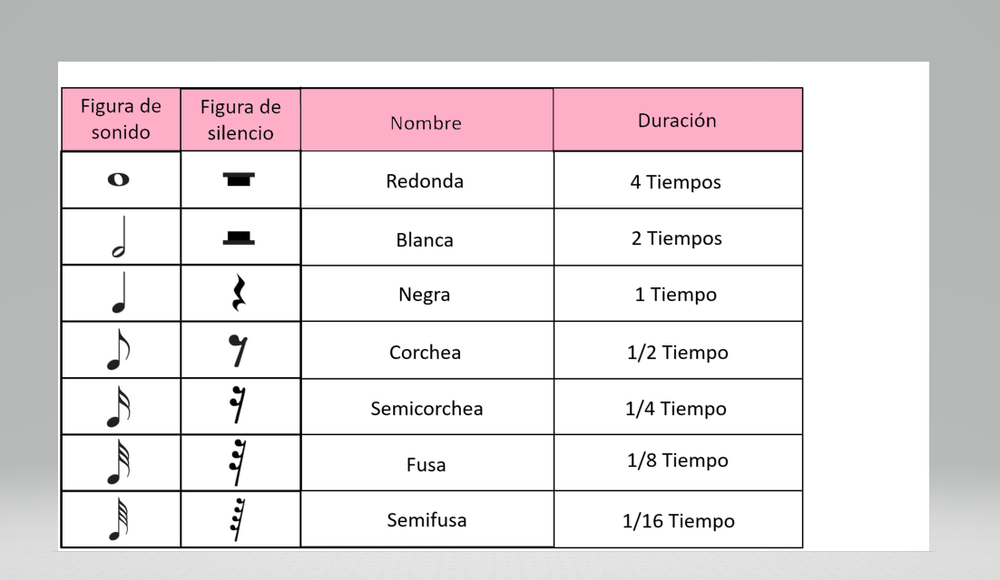 Figura de
sonido
Figura de
silencio
Nombre
Duración
Redonda
4 Tiempos
Blanca
2 Tiempos
Negra
1 Tiempo
Corchea
1/2 Tiempo
Semicorchea
1/4 Tiempo
Fusa
1/8 Tiempo
Semifusa
1/16 Tiempo